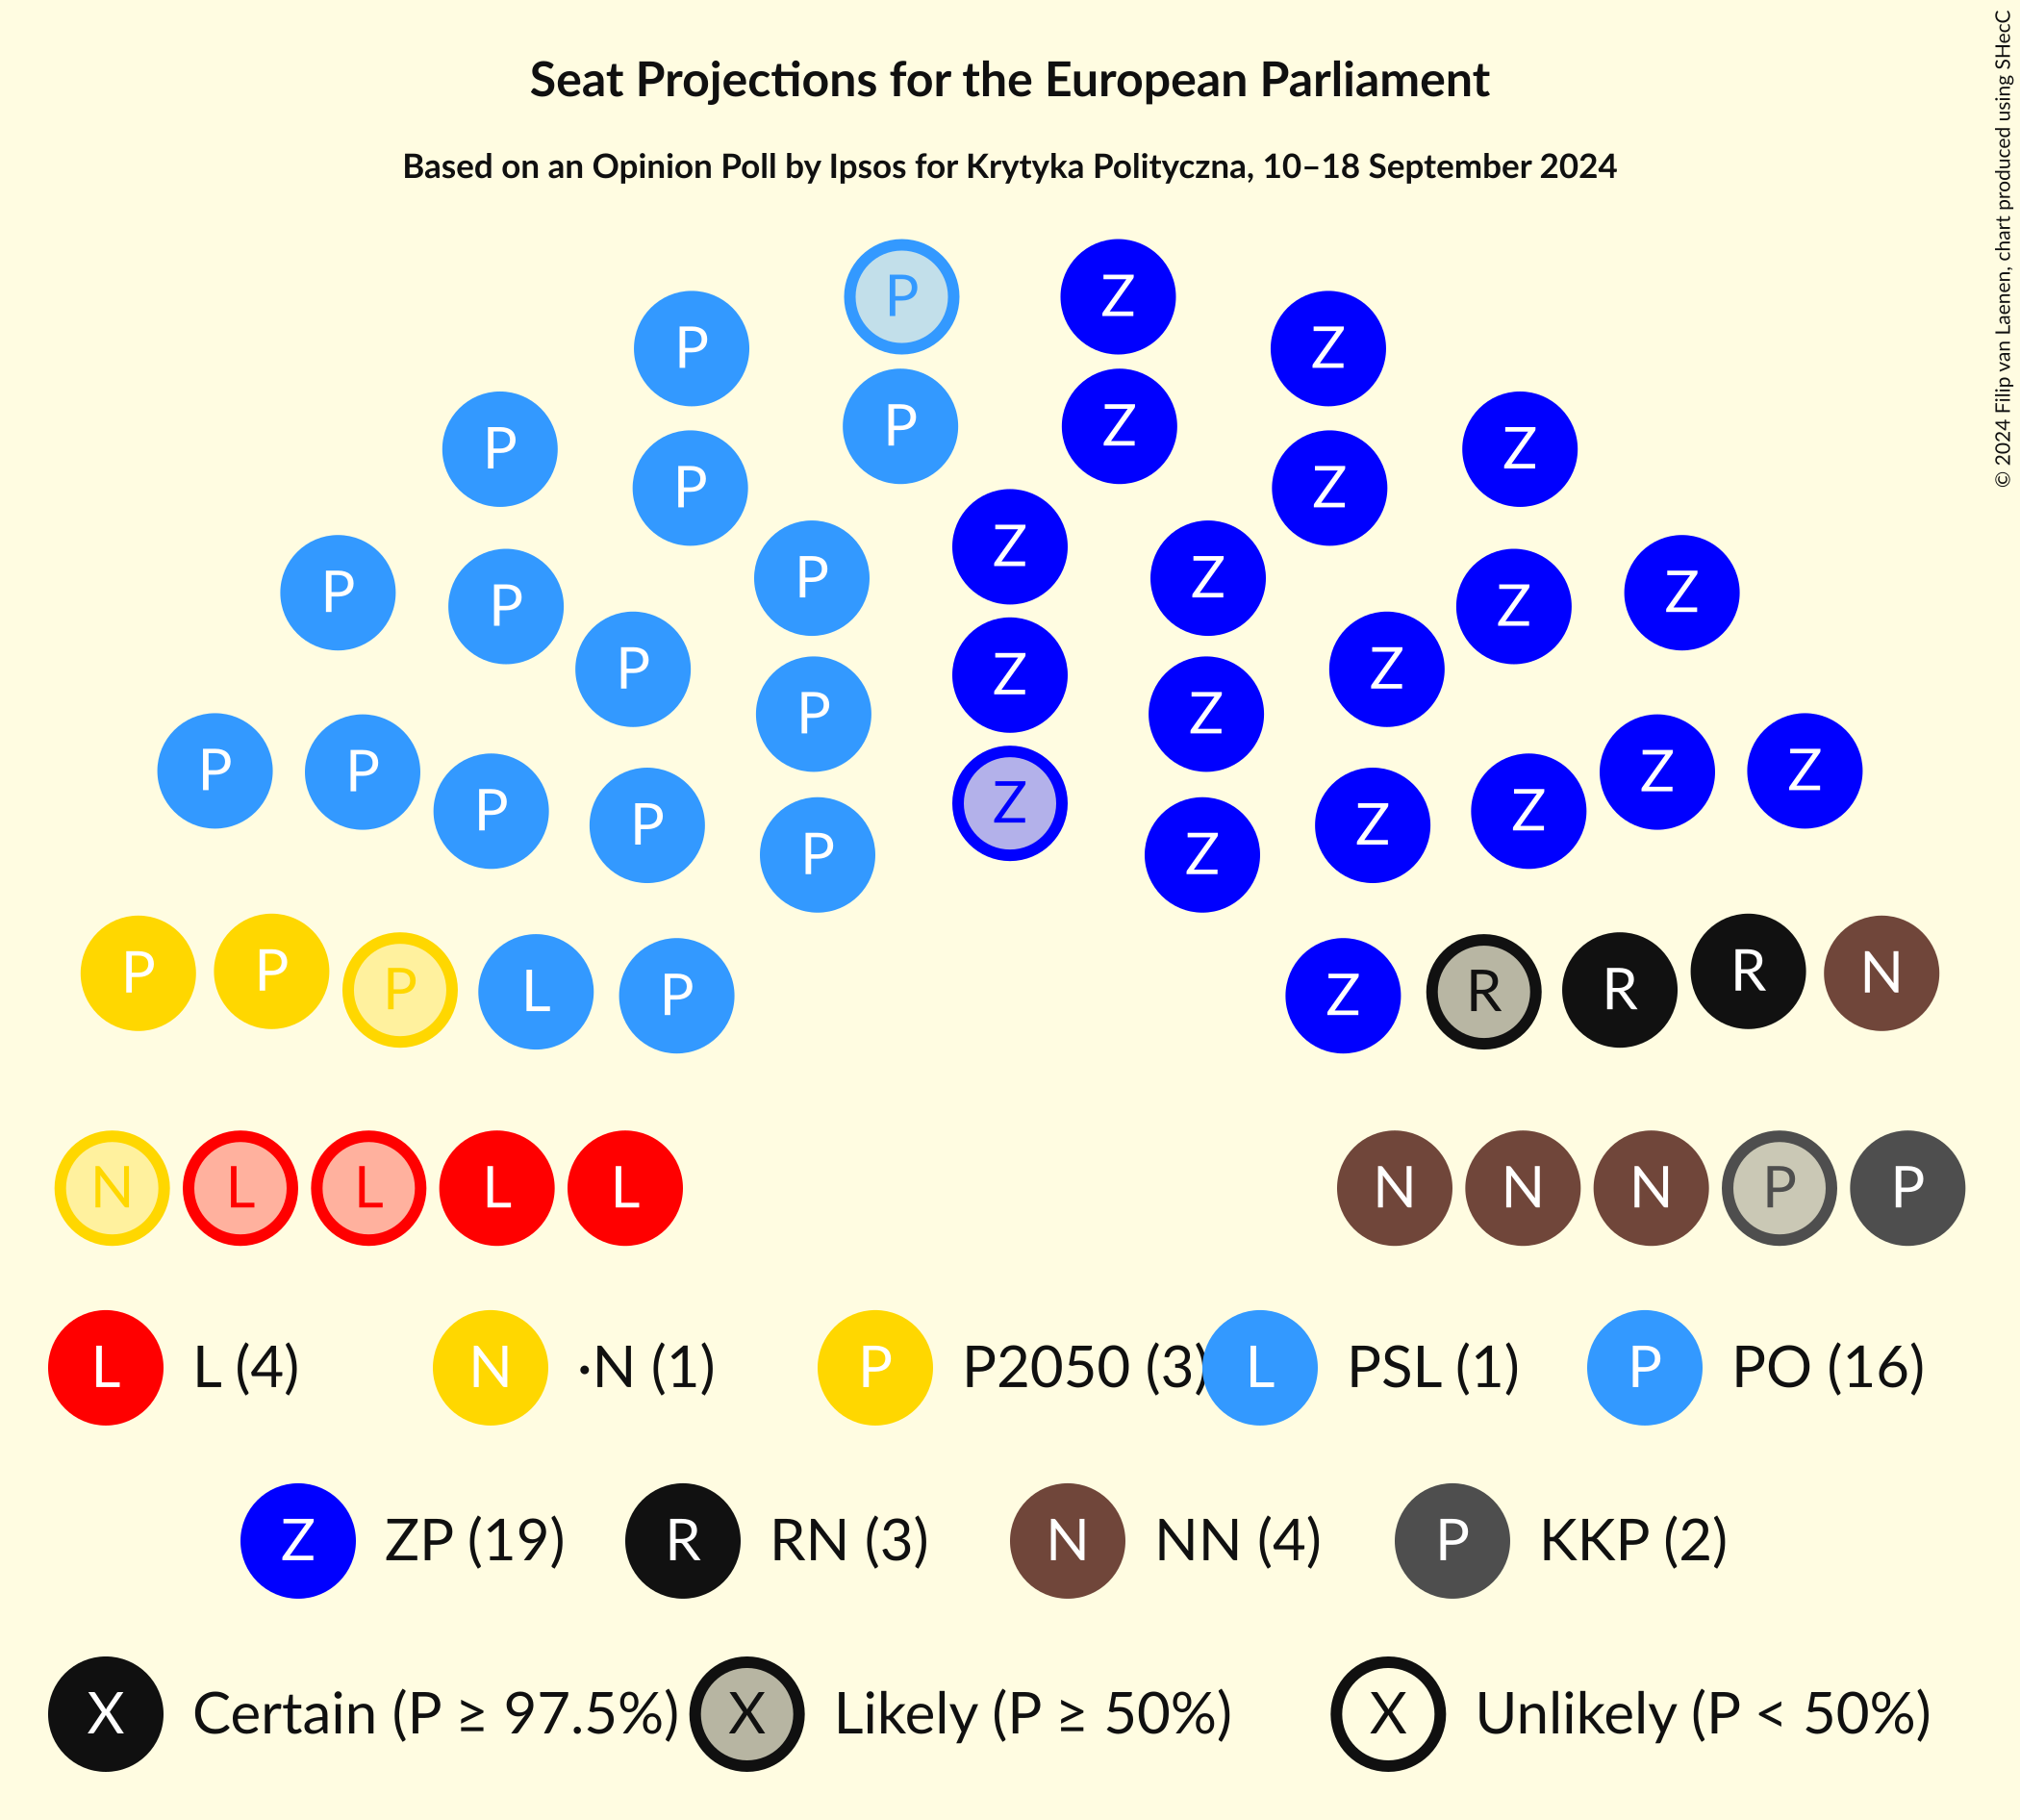 Seat Projections for the European Parliament
Based on an Opinion Poll by Ipsos for Krytyka Polityczna, 10–18 September 2024
© 2024 Filip van Laenen, chart produced using SHecC
P Z
P Z
P Z
P Z
P Z
P Z
Z
P Z
P Z
P Z
P Z
Z
P Z
P Z
P Z
P Z
Z
P Z
P Z
P Z
P P P L P Z R R R N
N L L L L N N N P P
L L (4) N ·N (1) P P2050 (3) L PSL (1) P PO (16)
Z ZP (19) R RN (3) N NN (4) P KKP (2)
X Certain (P ≥ 97.5%) X Likely (P ≥ 50%) X Unlikely (P < 50%)